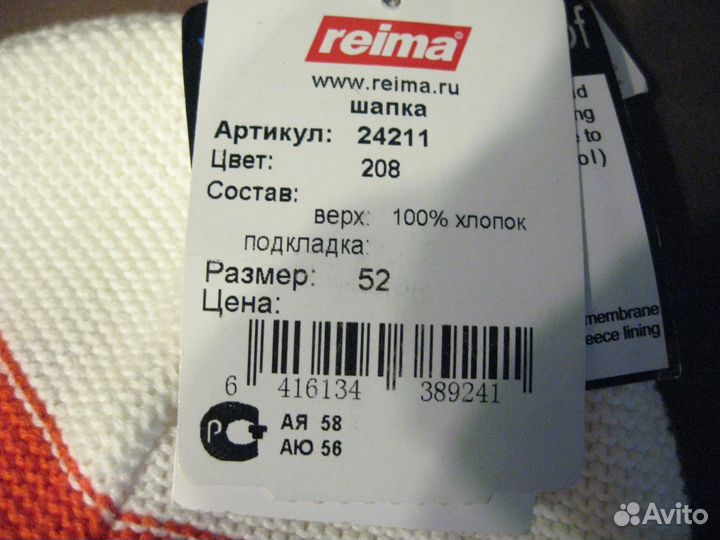 reima
www.reima.ru
шапка
Артикул: 24211
Цвет: 208
Состав:
верх: 100% хлопок
подкладка:
Размер: 52
Цена:
6 416134 389241
АЯ 58
АЮ 56
to
membrane
lining
Avito